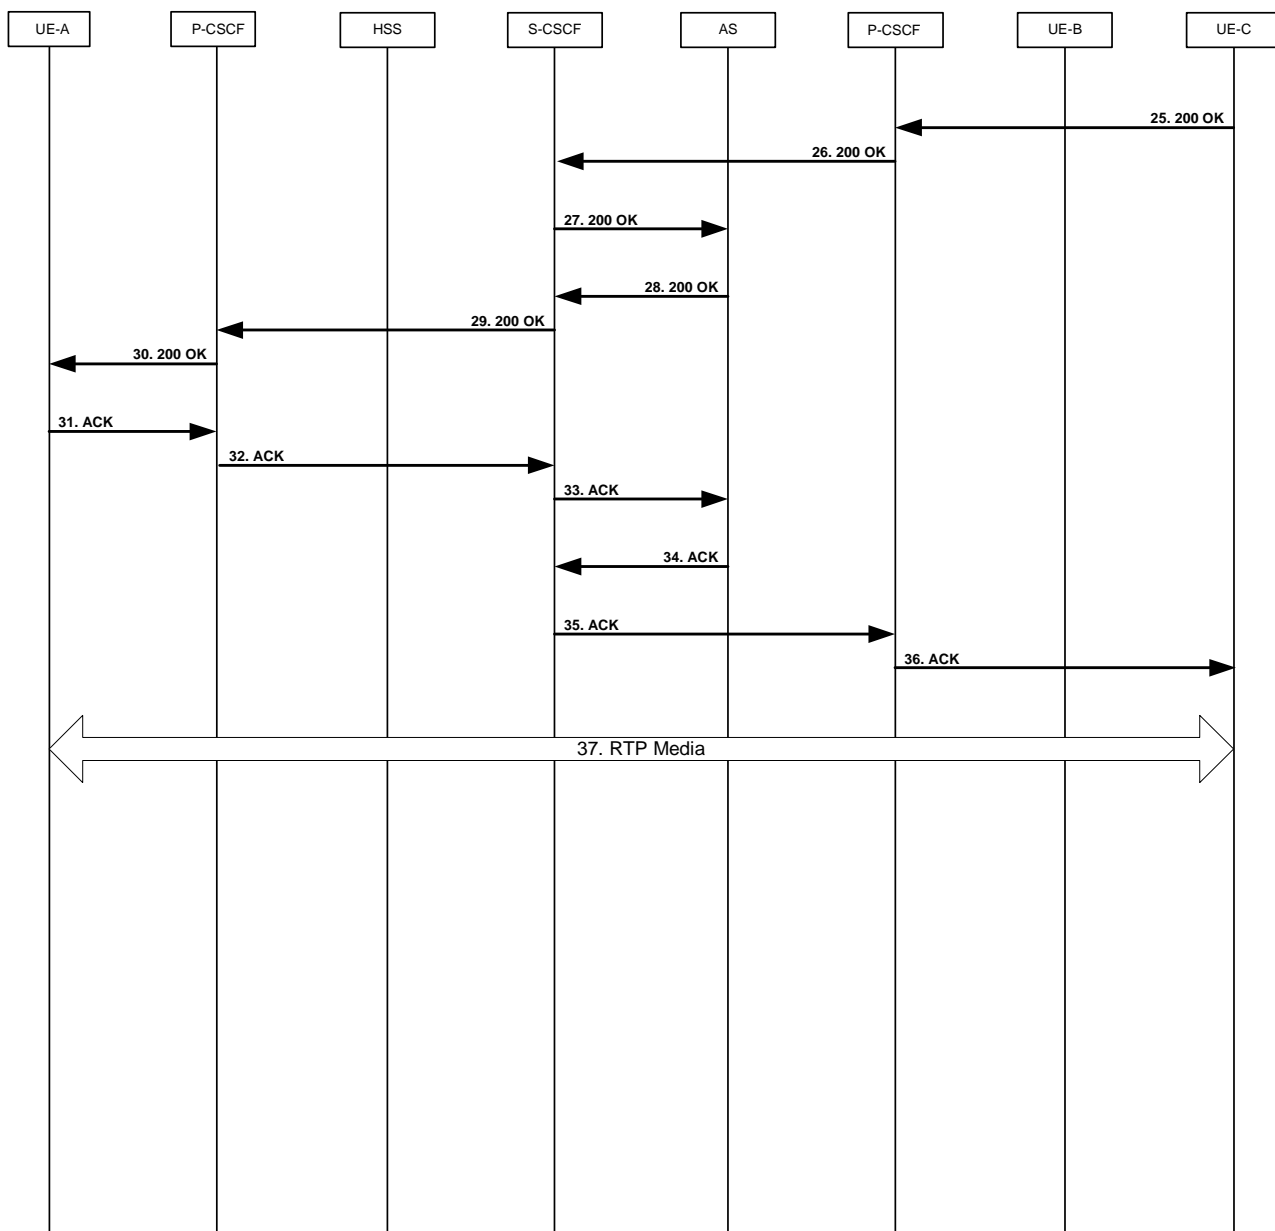 UE-A
P-CSCF
HSS
S-CSCF
AS
P-CSCF
UE-B
UE-C
25. 200 OK
26. 200 OK
27. 200 OK
28. 200 OK
29. 200 OK
30. 200 OK
31. ACK
32. ACK
33. ACK
34. ACK
35. ACK
36. ACK
37. RTP Media